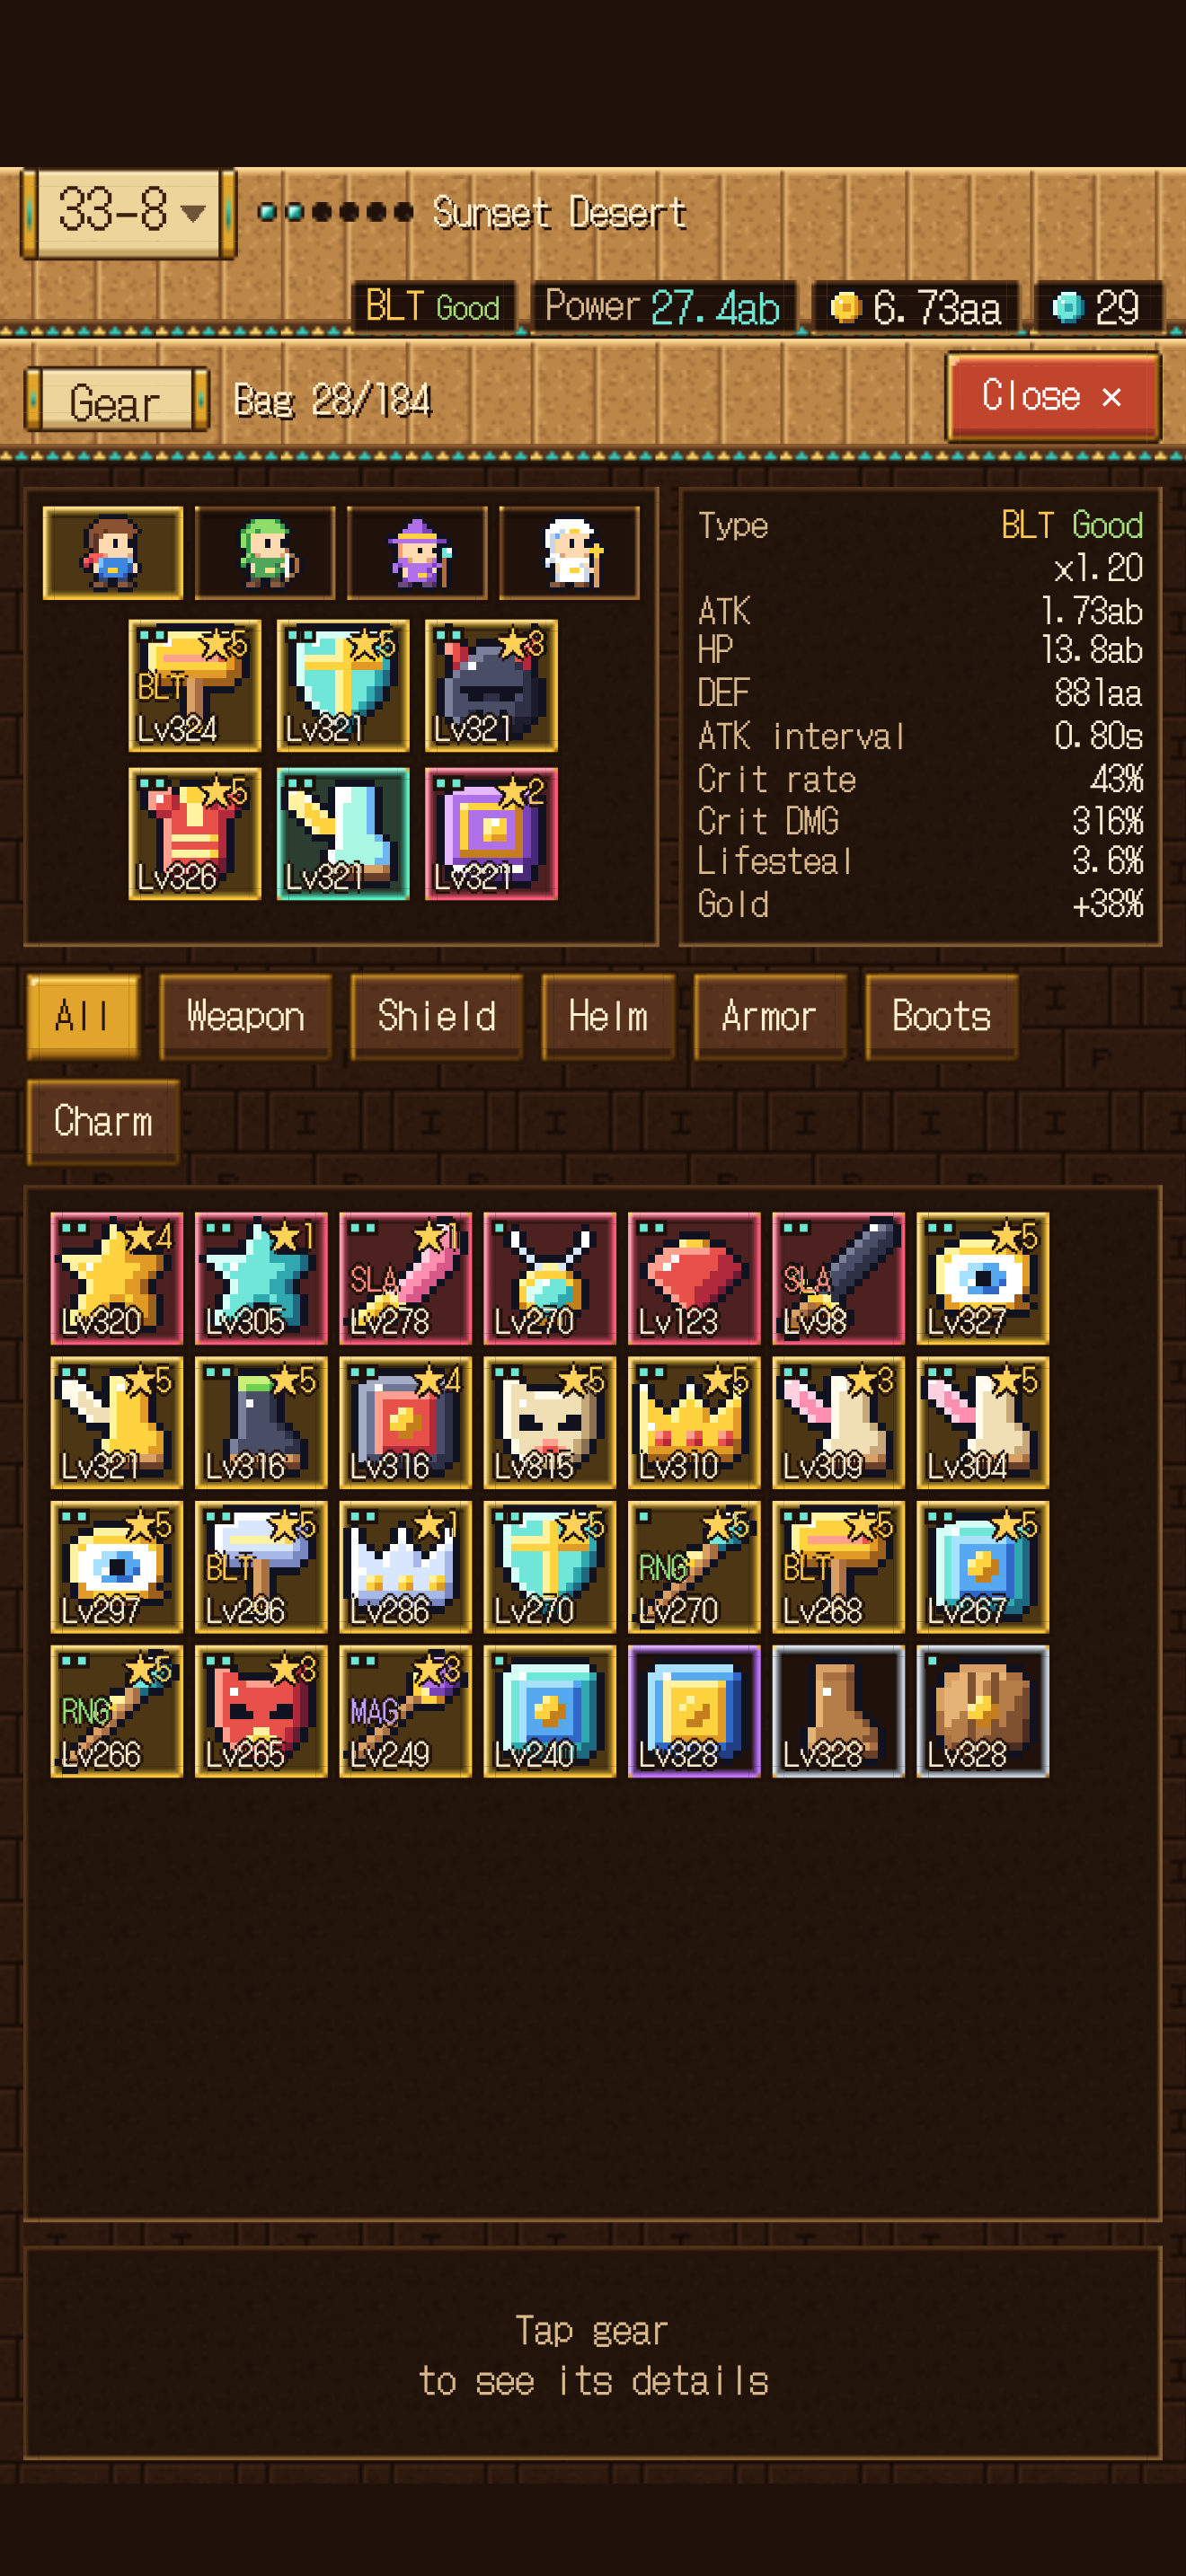 33-8 Sunset Desert
BLT Good Power 27.4ab 6.73aa 29
Gear Bag 28/184 Close ×
Type BLT Good
x1.20
ATK 1.73ab
HP 13.8ab
DEF 881aa
ATK interval 0.80s
Crit rate 43%
Crit DMG 316%
Lifesteal 3.6%
Gold +38%
★5 ★5 ★3
BLT
Lv324 Lv321 Lv321
★5 ★2
Lv326 Lv321 Lv321
All Weapon Shield Helm Armor Boots
Charm
★4 ★1 ★1 ★5
SLA SLA
Lv320 Lv305 Lv278 Lv270 Lv123 Lv98 Lv327
★5 ★5 ★4 ★5 ★5 ★3 ★5
Lv321 Lv316 Lv316 Lv315 Lv310 Lv309 Lv304
★5 ★5 ★1 ★5 ★5 ★5 ★5
BLT RNG BLT
Lv297 Lv296 Lv286 Lv270 Lv270 Lv268 Lv267
★5 ★3 ★3
RNG MAG
Lv266 Lv265 Lv249 Lv240 Lv328 Lv328 Lv328
Tap gear
to see its details